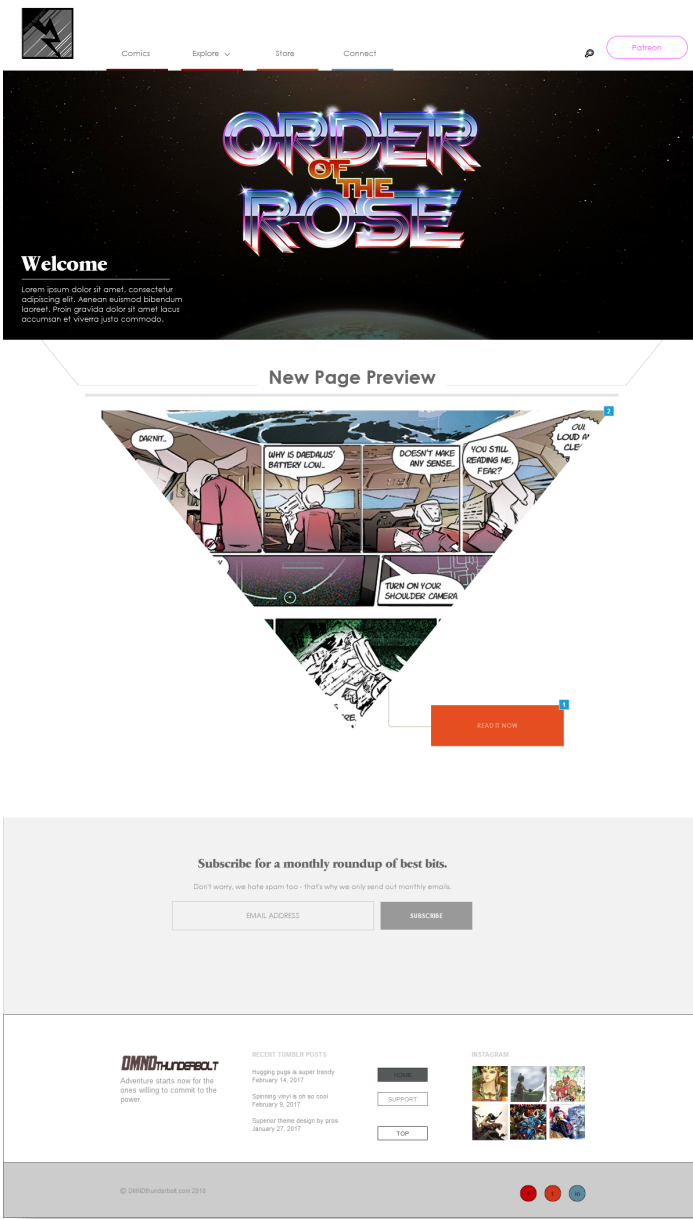 Comics
Explore
Store
Connect
Patreon
ORDER
OF
THE
ROSE
Welcome
Lorem ipsum dolor sit amet, consectetur
adipiscing elit. Aenean euismod bibendum
laoreet. Proin gravida dolor sit amet lacus
accumsan et viverra justo commodo.
New Page Preview
2
DARNIT...
WHY IS DAEDALUS'
BATTERY LOW...
DOESN'T MAKE
ANY SENSE...
YOU STILL
READING ME,
FEAR?
LOUD
TURN ON YOUR
SHOULDER CAMERA
1
READ IT NOW
Subscribe for a monthly roundup of best bits.
Don't worry, we hate spam too - that's why we only send out monthly emails.
EMAIL ADDRESS
SUBSCRIBE
DMNDTHUNDERBOLT
Adventure starts now for the
ones willing to commit to the
power.
RECENT TUMBLR POSTS
Hugging pugs is super trendy
February 14, 2017
Spinning vinyl is oh so cool
February 9, 2017
Superior theme design by pros
January 27, 2017
HOME
SUPPORT
TOP
INSTAGRAM
© DMNDthunderbolt.com 2018
f
t
in